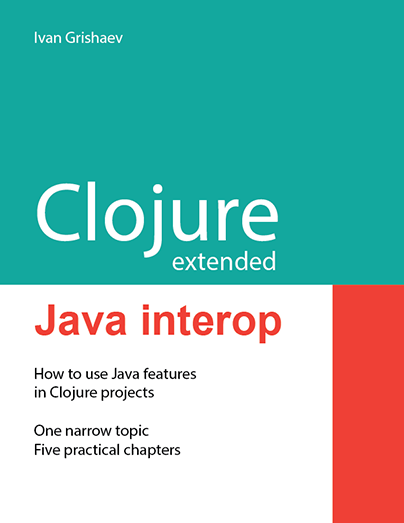 Ivan Grishaev
Clojure
extended
Java interop
How to use Java features
in Clojure projects
One narrow topic
Five practical chapters